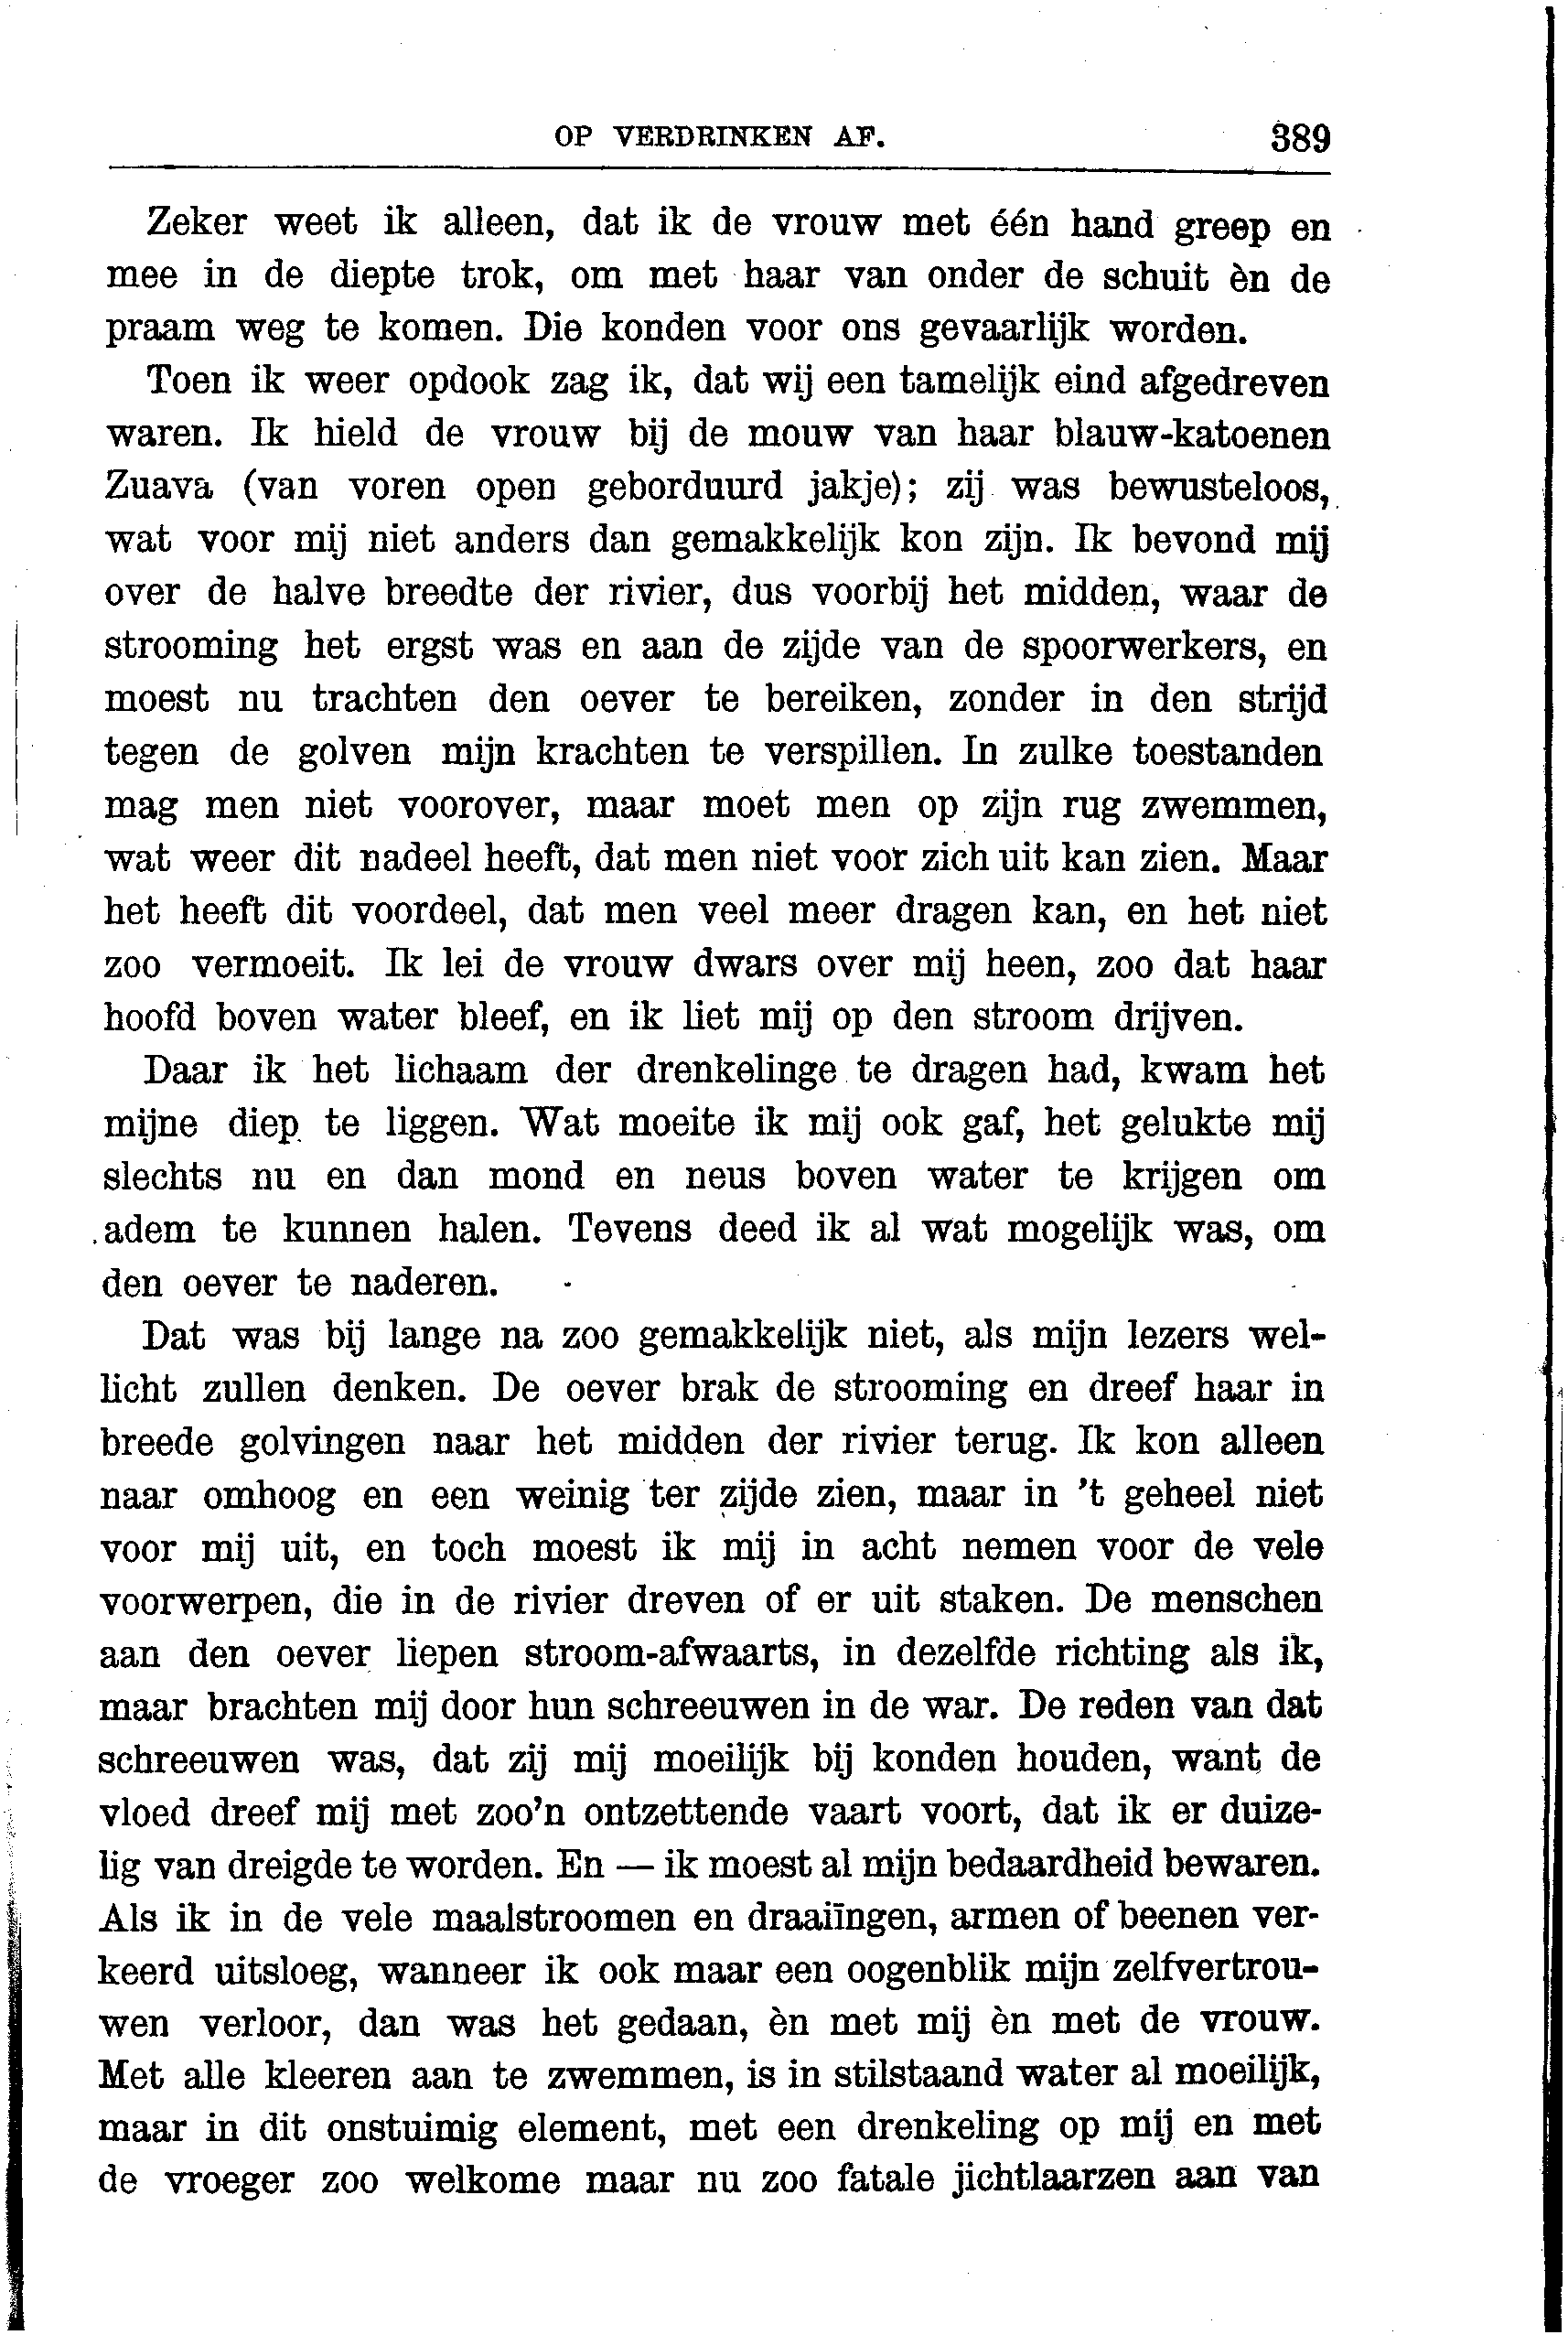 OP VERDRINKEN AF. 389
Zeker weet ik alleen, dat ik de vrouw met één hand greep en
mee in de diepte trok, om met haar van onder de schuit èn de
praam weg te komen. Die konden voor ons gevaarlijk worden.
Toen ik weer opdook zag ik, dat wij een tamelijk eind afgedreven
waren. Ik hield de vrouw bij de mouw van haar blauw-katoenen
Zuava (van voren open geborduurd jakje); zij was bewusteloos,
wat voor mij niet anders dan gemakkelijk kon zijn. Ik bevond mij
over de halve breedte der rivier, dus voorbij het midden, waar de
strooming het ergst was en aan de zijde van de spoorwerkers, en
moest nu trachten den oever te bereiken, zonder in den strijd
tegen de golven mijn krachten te verspillen. In zulke toestanden
mag men niet voorover, maar moet men op zijn rug zwemmen,
wat weer dit nadeel heeft, dat men niet voor zich uit kan zien. Maar
het heeft dit voordeel, dat men veel meer dragen kan, en het niet
zoo vermoeit. Ik lei de vrouw dwars over mij heen, zoo dat haar
hoofd boven water bleef, en ik liet mij op den stroom drijven.
Daar ik het lichaam der drenkelinge te dragen had, kwam het
mijne diep te liggen. Wat moeite ik mij ook gaf, het gelukte mij
slechts nu en dan mond en neus boven water te krijgen om
adem te kunnen halen. Tevens deed ik al wat mogelijk was, om
den oever te naderen.
Dat was bij lange na zoo gemakkelijk niet, als mijn lezers wel-
licht zullen denken. De oever brak de strooming en dreef haar in
breede golvingen naar het midden der rivier terug. Ik kon alleen
naar omhoog en een weinig ter zijde zien, maar in 't geheel niet
voor mij uit, en toch moest ik mij in acht nemen voor de vele
voorwerpen, die in de rivier dreven of er uit staken. De menschen
aan den oever liepen stroom-afwaarts, in dezelfde richting als ik,
maar brachten mij door hun schreeuwen in de war. De reden van dat
schreeuwen was, dat zij mij moeilijk bij konden houden, want de
vloed dreef mij met zoo'n ontzettende vaart voort, dat ik er duize-
lig van dreigde te worden. En — ik moest al mijn bedaardheid bewaren.
Als ik in de vele maalstroomen en draaiïngen, armen of beenen ver-
keerd uitsloeg, wanneer ik ook maar een oogenblik mijn zelfvertrou-
wen verloor, dan was het gedaan, èn met mij èn met de vrouw.
Met alle kleeren aan te zwemmen, is in stilstaand water al moeilijk,
maar in dit onstuimig element, met een drenkeling op mij en met
de vroeger zoo welkome maar nu zoo fatale jichtlaarzen aan van